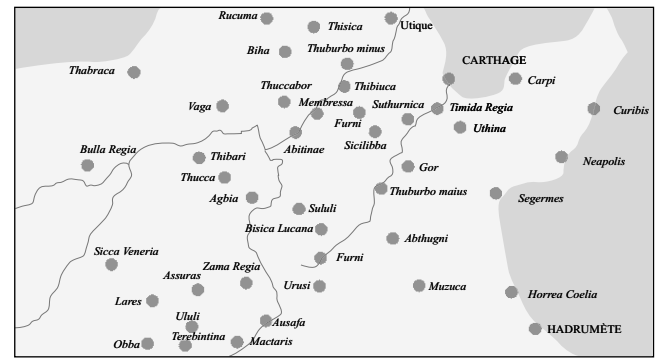 Rucuma
Thisica
Utique
Biha
Thuburbo minus
CARTHAGE
Thabraca
Carpi
Thuccabor
Thibiuca
Vaga
Membressa
Suthurnica
Timida Regia
Curibis
Furni
Uthina
Abitinae
Sicilibba
Bulla Regia
Thibari
Neapolis
Gor
Thucca
Thuburbo maius
Agbia
Segermes
Sululi
Bisica Lucana
Abthugni
Sicca Veneria
Furni
Zama Regia
Assuras
Urusi
Muzuca
Horrea Coelia
Lares
Ululi
Ausafa
HADRUMÈTE
Terebintina
Obba
Mactaris